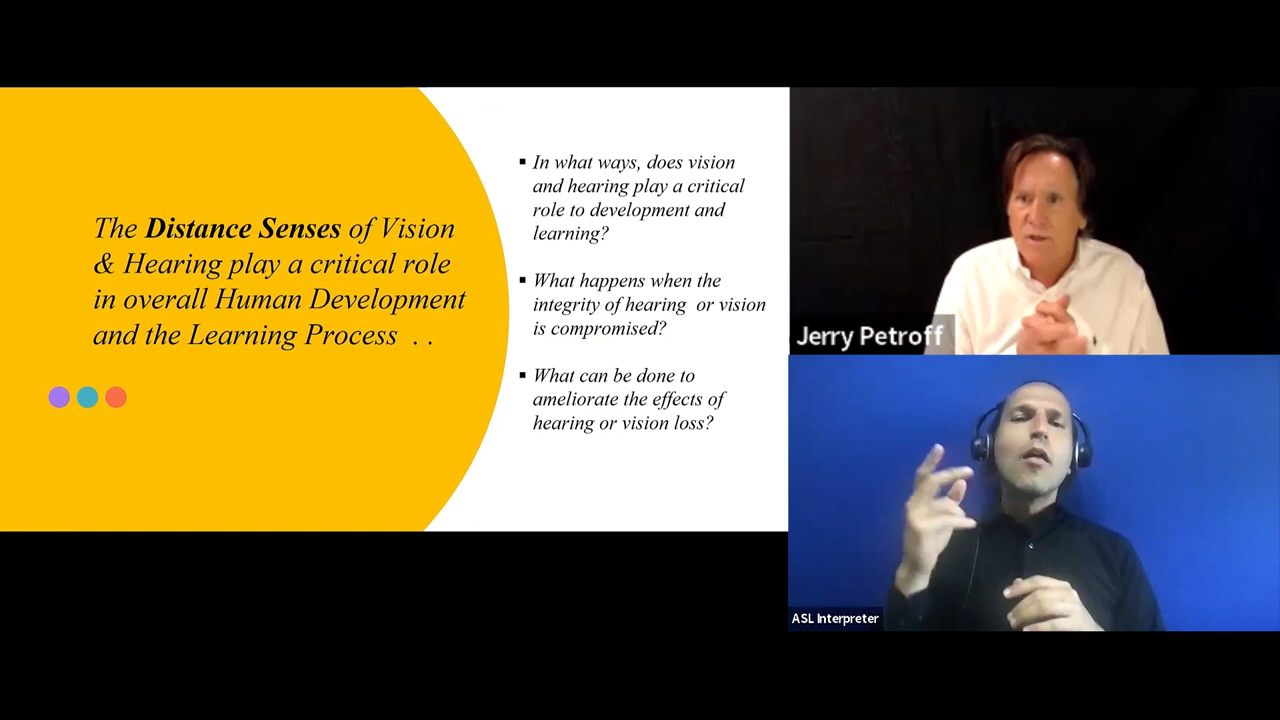 The Distance Senses of Vision
& Hearing play a critical role
in overall Human Development
and the Learning Process . .
▪ In what ways, does vision
and hearing play a critical
role to development and
learning?
▪ What happens when the
integrity of hearing or vision
is compromised?
▪ What can be done to
ameliorate the effects of
hearing or vision loss?
Jerry Petroff
ASL Interpreter